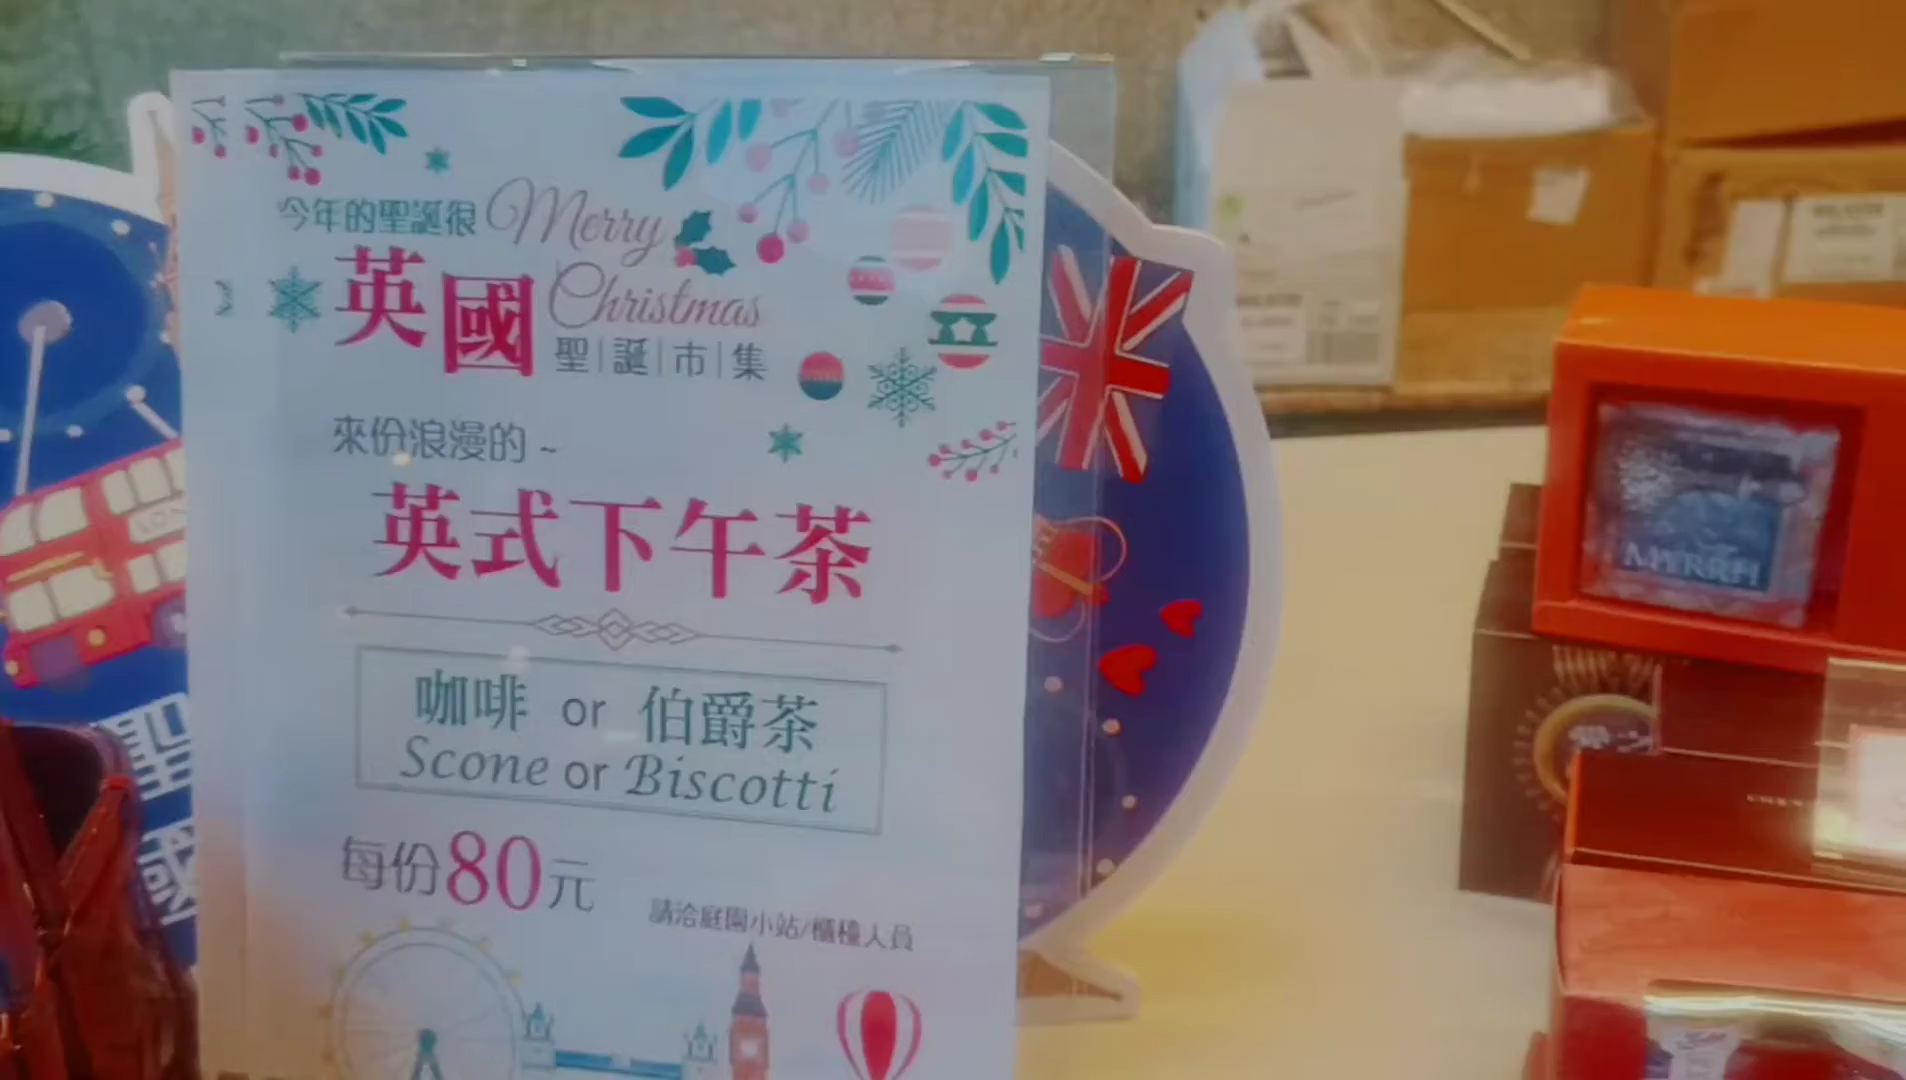 今年的聖誕很
Merry
英國
Christmas
聖|誕|市|集
來份浪漫的~
英式下午茶
咖啡 or 伯爵茶
Scone or Biscotti
每份80元
請洽庭園小站/櫃檯人員
聖
國
MYRRH